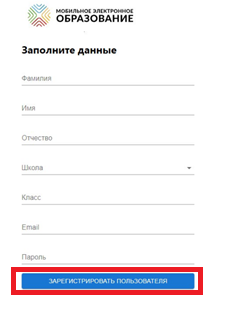 МОБИЛЬНОЕ ЭЛЕКТРОННОЕ
ОБРАЗОВАНИЕ
Заполните данные
Фамилия
Имя
Отчество
Школа
Класс
Email
Пароль
ЗАРЕГИСТРИРОВАТЬ ПОЛЬЗОВАТЕЛЯ